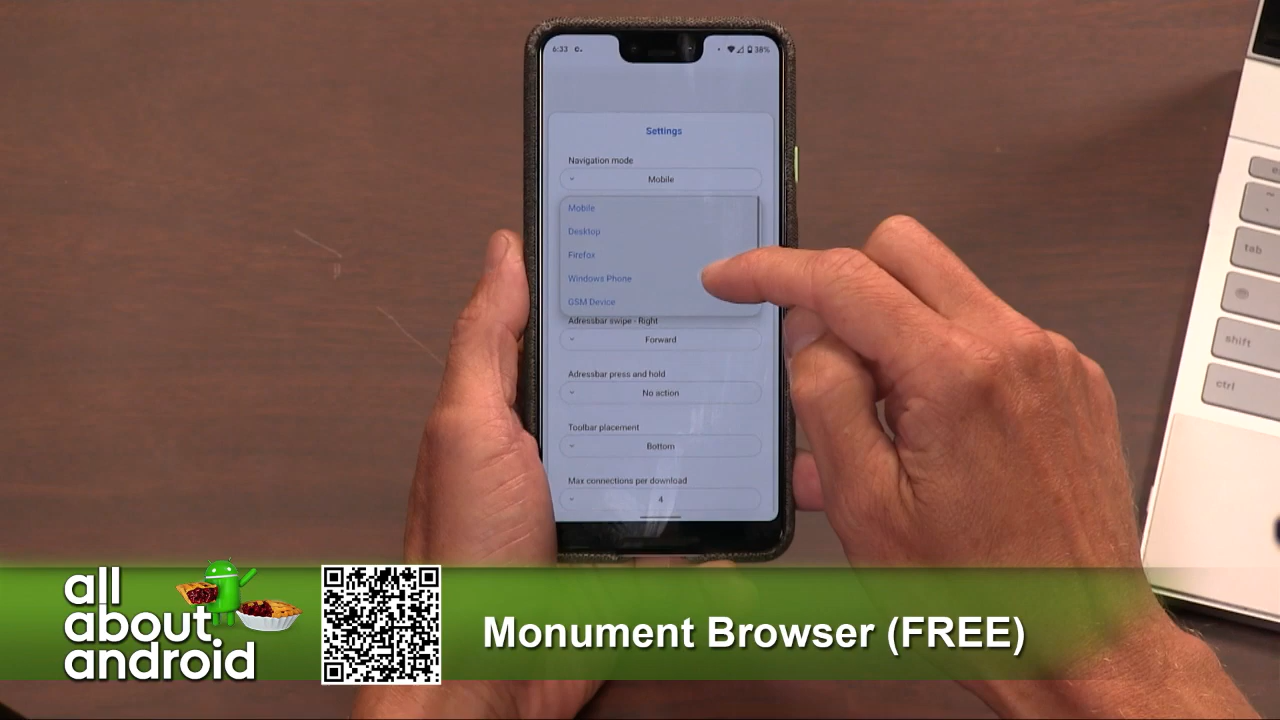 6:33
38%
Settings
Navigation mode
Mobile
Mobile
Desktop
Firefox
Windows Phone
GSM Device
Adressbar swipe - Right
Forward
Adressbar press and hold
No action
Toolbar placement
Bottom
Max connections per download
4
tab
shift
ctrl
all
about
android
Monument Browser (FREE)